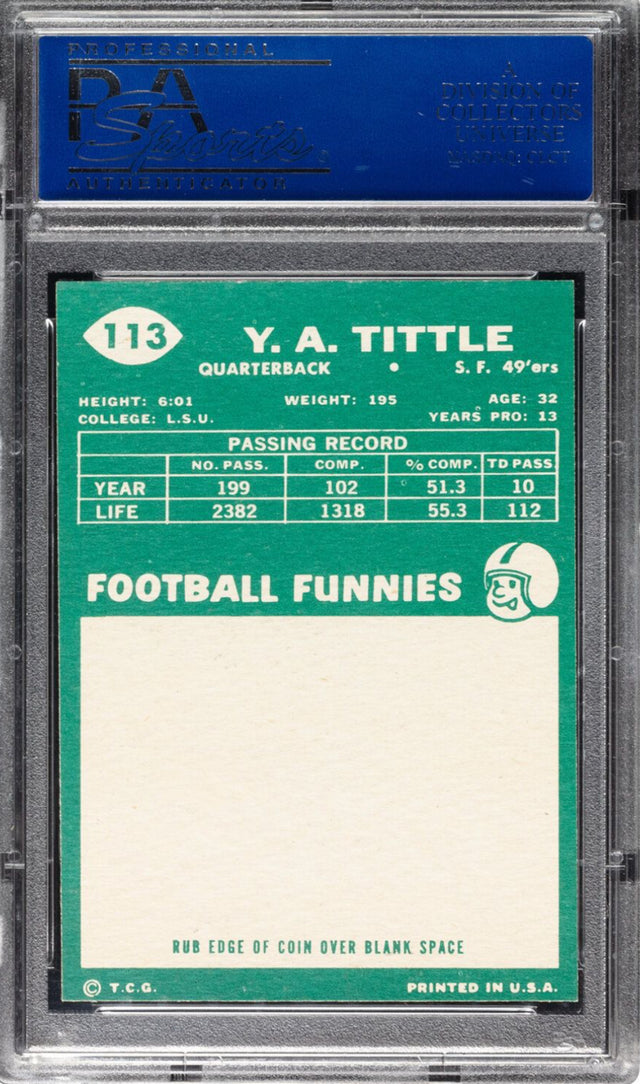 PROFESSIONAL
PSA
Sports
AUTHENTICATOR
A
DIVISION OF
COLLECTORS
UNIVERSE
NASDAQ: CLCT
113
Y. A. TITTLE
QUARTERBACK • S. F. 49'ers
HEIGHT: 6:01 WEIGHT: 195 AGE: 32
COLLEGE: L.S.U. YEARS PRO: 13
PASSING RECORD
NO. PASS. COMP. % COMP. TD PASS
YEAR 199 102 51.3 10
LIFE 2382 1318 55.3 112
FOOTBALL FUNNIES
RUB EDGE OF COIN OVER BLANK SPACE
© T.C.G. PRINTED IN U.S.A.